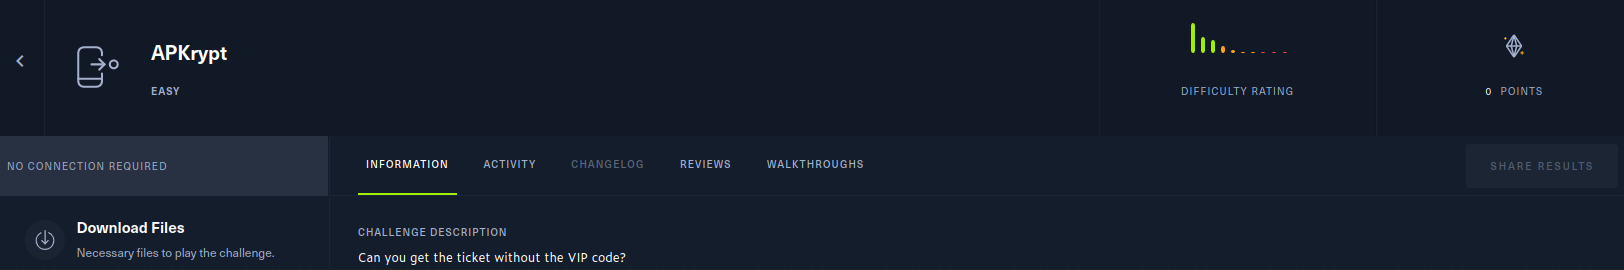 APKrypt
EASY
DIFFICULTY RATING
0 POINTS
NO CONNECTION REQUIRED
INFORMATION ACTIVITY CHANGELOG REVIEWS WALKTHROUGHS
SHARE RESULTS
Download Files
Necessary files to play the challenge.
CHALLENGE DESCRIPTION
Can you get the ticket without the VIP code?